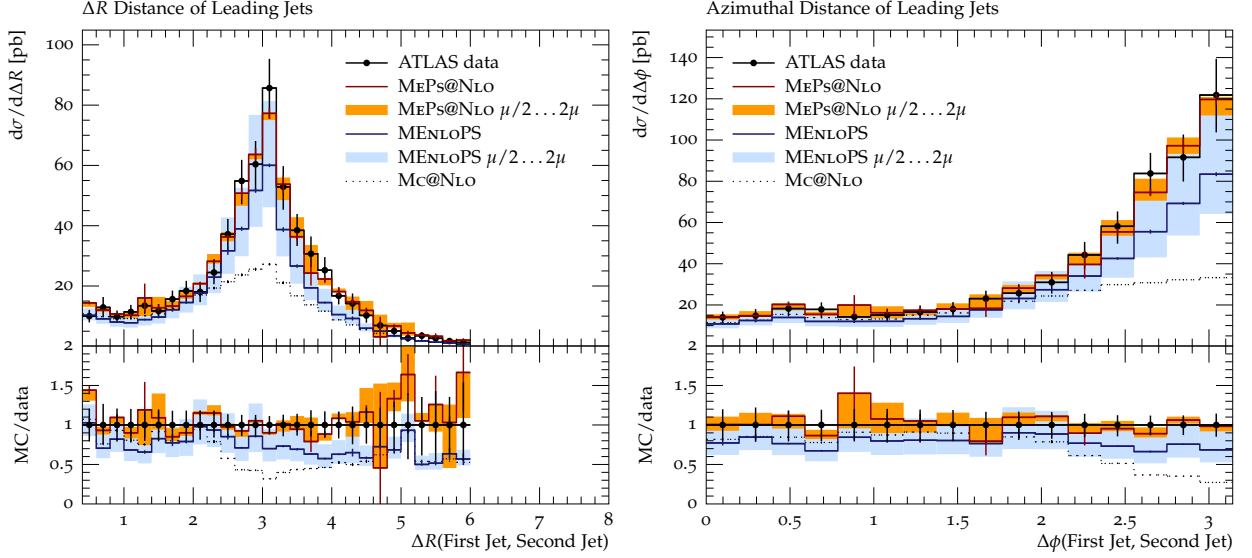 ΔR Distance of Leading Jets
dσ/dΔR [pb]
100
80
60
40
20
ATLAS data
MEPS@NLO
MEPS@NLO μ/2...2μ
MENLOPS
MENLOPS μ/2...2μ
MC@NLO
MC/data
2
1.5
1
0.5
0
1 2 3 4 5 6 7 8
ΔR(First Jet, Second Jet)
Azimuthal Distance of Leading Jets
dσ/dΔϕ [pb]
140
120
100
80
60
40
20
ATLAS data
MEPS@NLO
MEPS@NLO μ/2...2μ
MENLOPS
MENLOPS μ/2...2μ
MC@NLO
MC/data
2
1.5
1
0.5
0
0 0.5 1 1.5 2 2.5 3
Δϕ(First Jet, Second Jet)